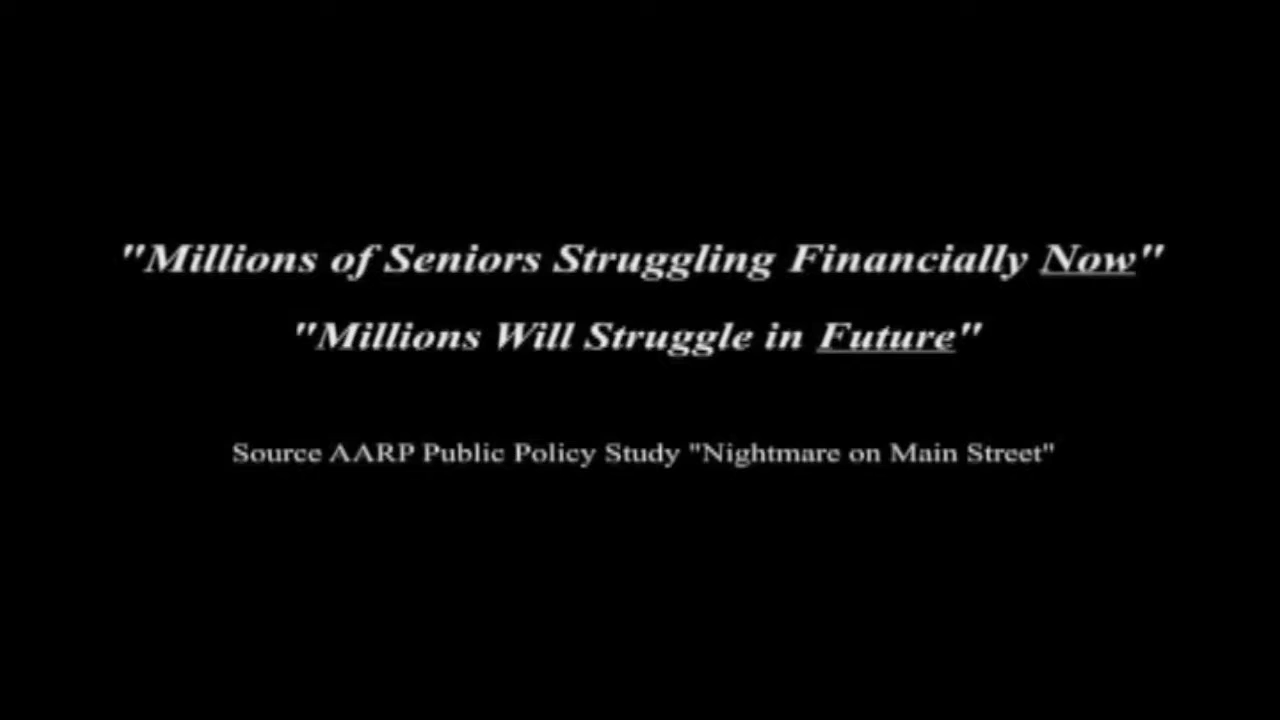 "Millions of Seniors Struggling Financially Now"
"Millions Will Struggle in Future"
Source AARP Public Policy Study "Nightmare on Main Street"